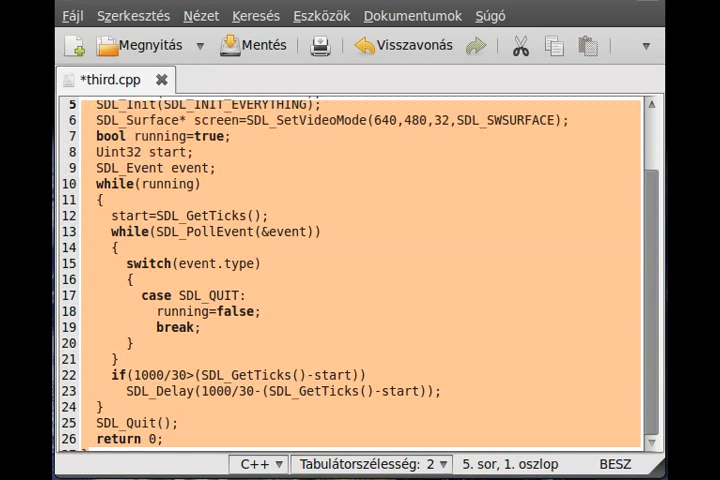 Fájl Szerkesztés Nézet Keresés Eszközök Dokumentumok Súgó
Megnyitás Mentés Visszavonás
*third.cpp
5 SDL_Init(SDL_INIT_EVERYTHING);
6 SDL_Surface* screen=SDL_SetVideoMode(640,480,32,SDL_SWSURFACE);
7 bool running=true;
8 Uint32 start;
9 SDL_Event event;
10 while(running)
11 {
12 start=SDL_GetTicks();
13 while(SDL_PollEvent(&event))
14 {
15 switch(event.type)
16 {
17 case SDL_QUIT:
18 running=false;
19 break;
20 }
21 }
22 if(1000/30>(SDL_GetTicks()-start))
23 SDL_Delay(1000/30-(SDL_GetTicks()-start));
24 }
25 SDL_Quit();
26 return 0;
C++ Tabulátorszélesség: 2 5. sor, 1. oszlop BESZ